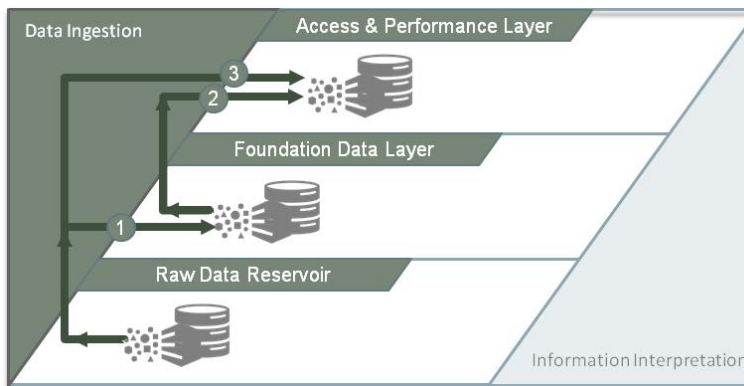 Data Ingestion
Access & Performance Layer
3
2
Foundation Data Layer
1
Raw Data Reservoir
Information Interpretation